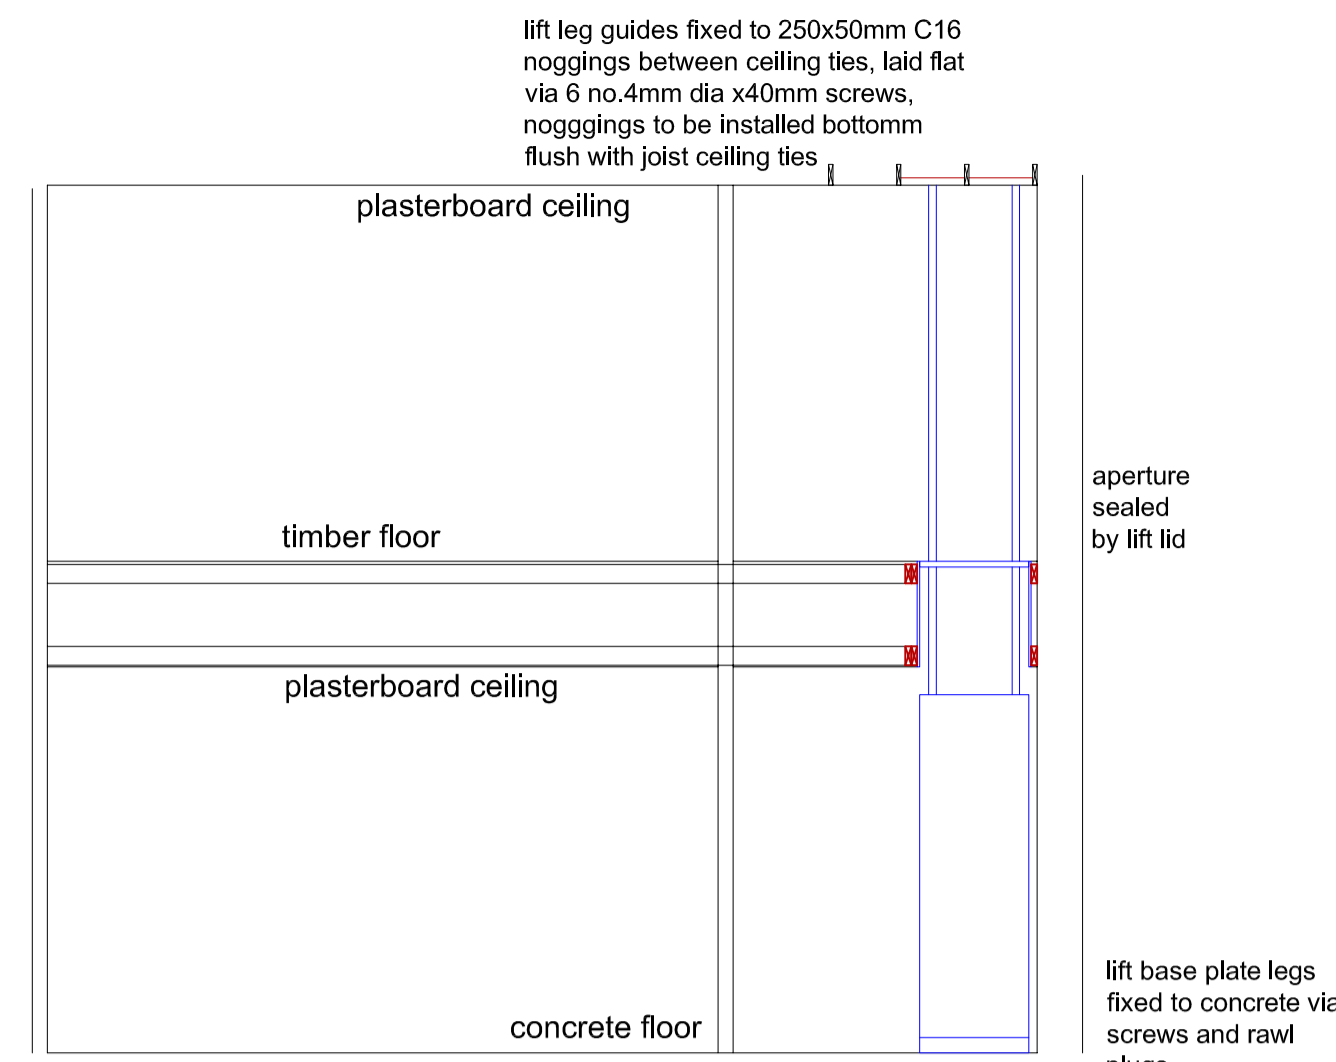 lift leg guides fixed to 250x50mm C16
noggings between ceiling ties, laid flat
via 6 no.4mm dia x40mm screws,
nogggings to be installed bottomm
flush with joist ceiling ties
plasterboard ceiling
aperture
sealed
by lift lid
timber floor
plasterboard ceiling
lift base plate legs
fixed to concrete via
screws and rawl
concrete floor